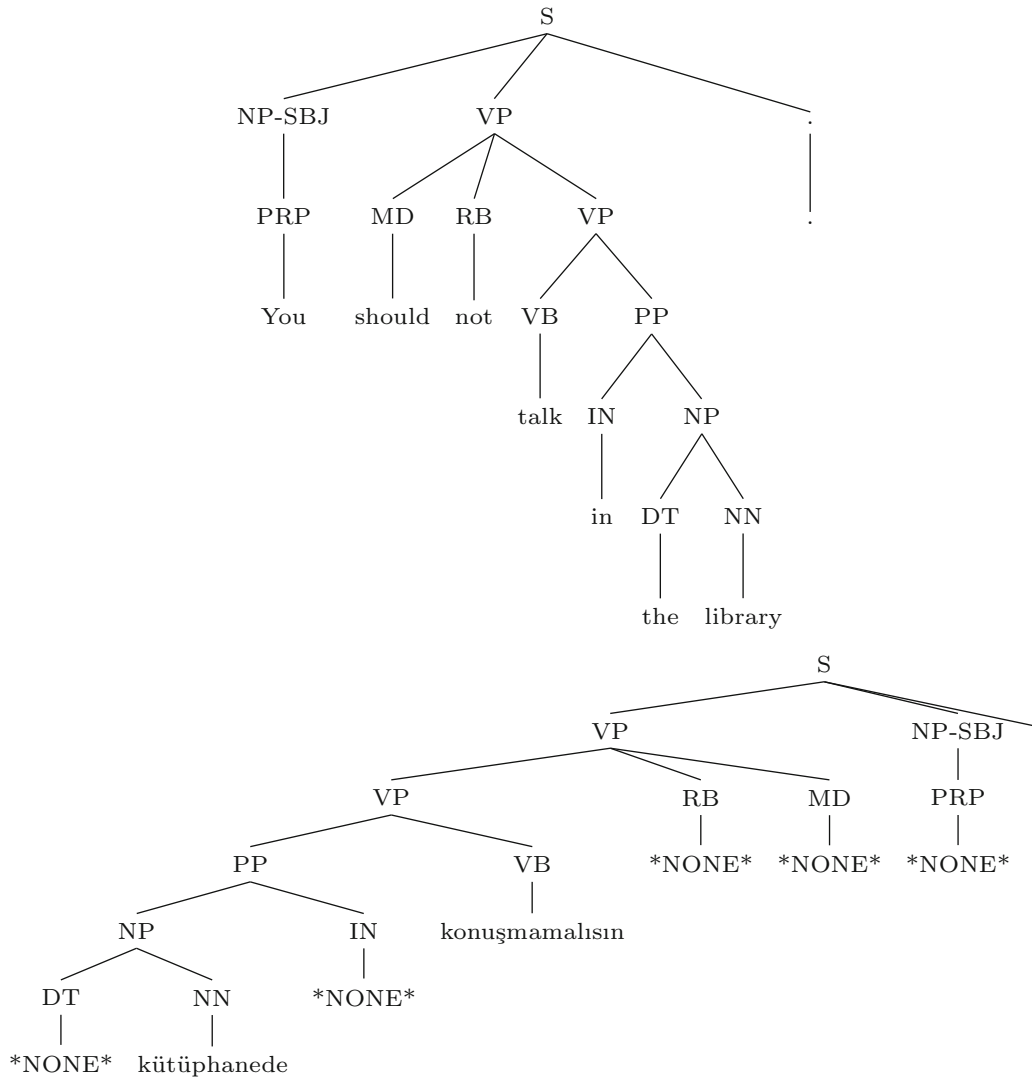 S
NP-SBJ VP .
PRP MD RB VP .
You should not VB PP
talk IN NP
in DT NN
the library
S
VP NP-SBJ
VP RB MD PRP
PP VB *NONE* *NONE* *NONE*
NP IN konuşmamalısın
DT NN *NONE*
*NONE* kütüphanede